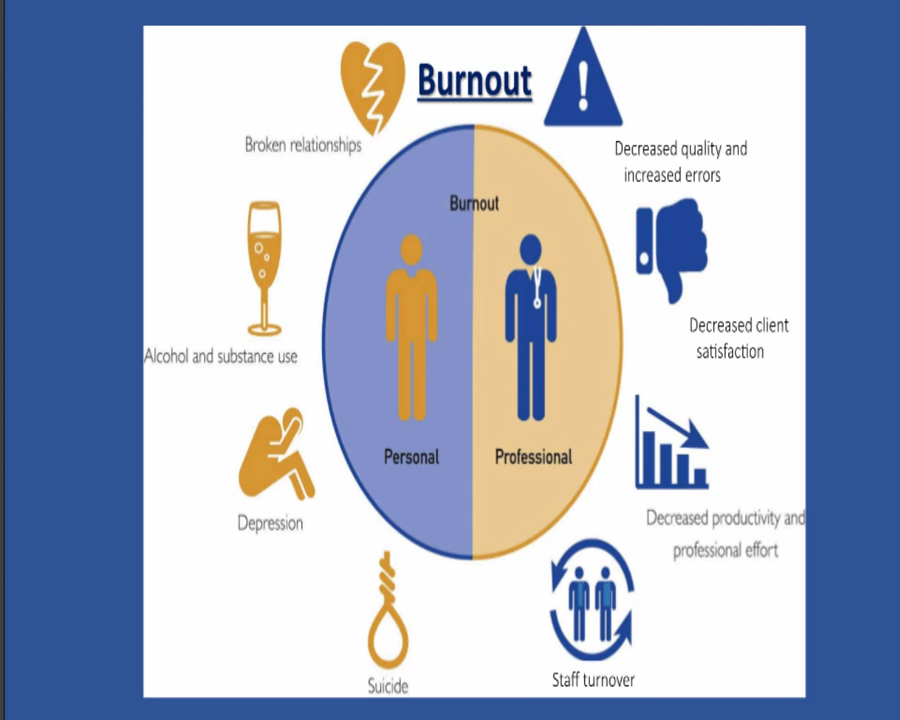 Burnout
Broken relationships
Alcohol and substance use
Depression
Suicide
Burnout
Personal
Professional
Decreased quality and
increased errors
Decreased client
satisfaction
Decreased productivity and
professional effort
Staff turnover